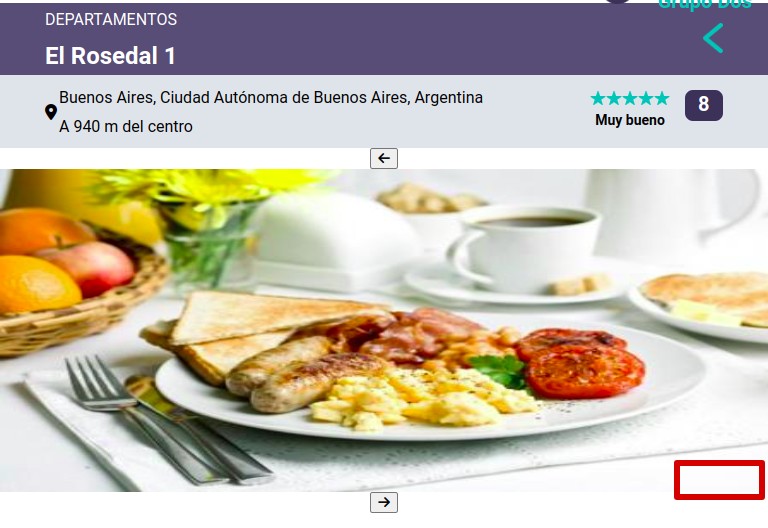 Grupo Dos
DEPARTAMENTOS
El Rosedal 1
Buenos Aires, Ciudad Autónoma de Buenos Aires, Argentina
A 940 m del centro
8
Muy bueno